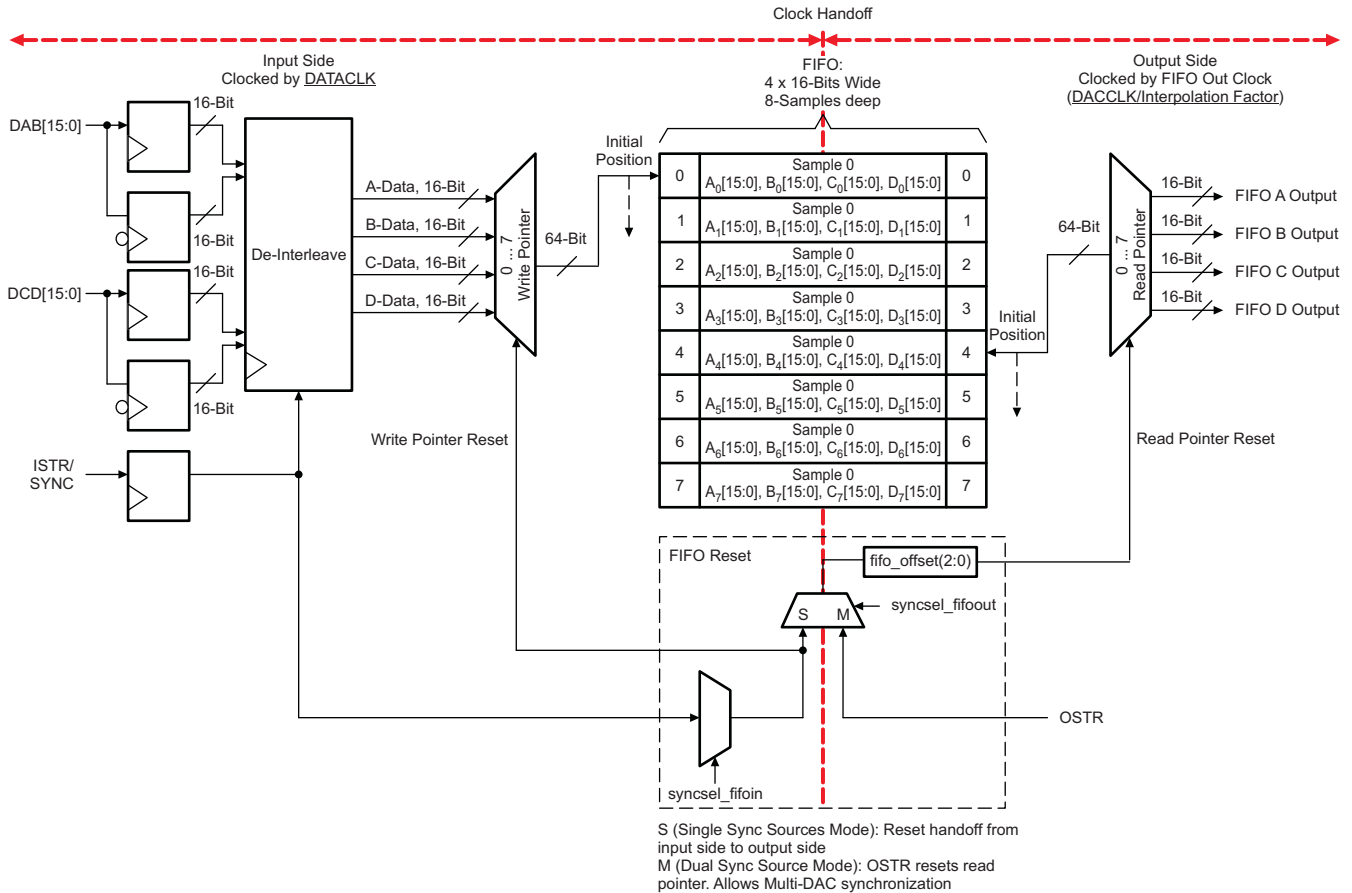 Clock Handoff
Input Side
Clocked by DATACLK
FIFO:
4 x 16-Bits Wide
8-Samples deep
Output Side
Clocked by FIFO Out Clock
(DACCLK/Interpolation Factor)
DAB[15:0]
16-Bit
16-Bit
DCD[15:0]
16-Bit
16-Bit
De-Interleave
A-Data, 16-Bit
B-Data, 16-Bit
C-Data, 16-Bit
D-Data, 16-Bit
0 ... 7
Write Pointer
64-Bit
Initial
Position
0
Sample 0
A0[15:0], B0[15:0], C0[15:0], D0[15:0]
0
1
Sample 0
A1[15:0], B1[15:0], C1[15:0], D1[15:0]
1
2
Sample 0
A2[15:0], B2[15:0], C2[15:0], D2[15:0]
2
3
Sample 0
A3[15:0], B3[15:0], C3[15:0], D3[15:0]
3
4
Sample 0
A4[15:0], B4[15:0], C4[15:0], D4[15:0]
4
5
Sample 0
A5[15:0], B5[15:0], C5[15:0], D5[15:0]
5
6
Sample 0
A6[15:0], B6[15:0], C6[15:0], D6[15:0]
6
7
Sample 0
A7[15:0], B7[15:0], C7[15:0], D7[15:0]
7
Initial
Position
64-Bit
0 ... 7
Read Pointer
16-Bit
FIFO A Output
16-Bit
FIFO B Output
16-Bit
FIFO C Output
16-Bit
FIFO D Output
ISTR/
SYNC
Write Pointer Reset
Read Pointer Reset
FIFO Reset
fifo_offset(2:0)
S
M
syncsel_fifoout
OSTR
syncsel_fifoin
S (Single Sync Sources Mode): Reset handoff from
input side to output side
M (Dual Sync Source Mode): OSTR resets read
pointer. Allows Multi-DAC synchronization